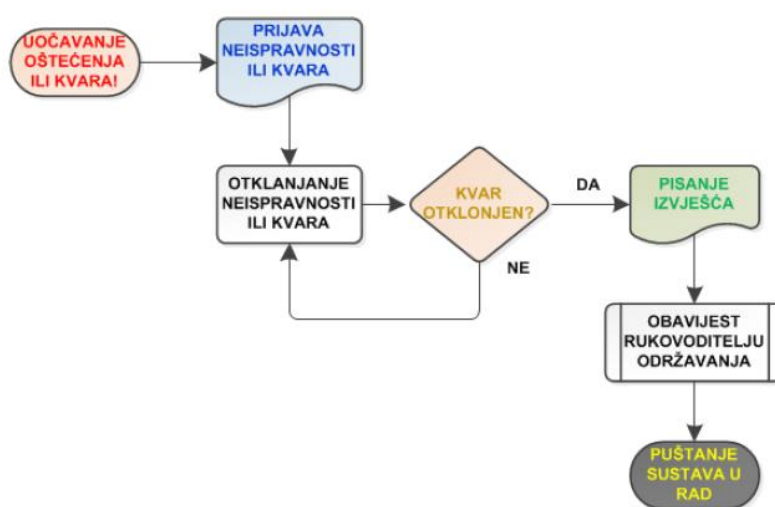 UOČAVANJE
OŠTEĆENJA
ILI KVARA!
PRIJAVA
NEISPRAVNOSTI
ILI KVARA
OTKLANJANJE
NEISPRAVNOSTI
ILI KVARA
KVAR
OTKLONJEN?
DA
NE
PISANJE
IZVJEŠĆA
OBAVIJEST
RUKOVODITELJU
ODRŽAVANJA
PUŠTANJE
SUSTAVA U
RAD